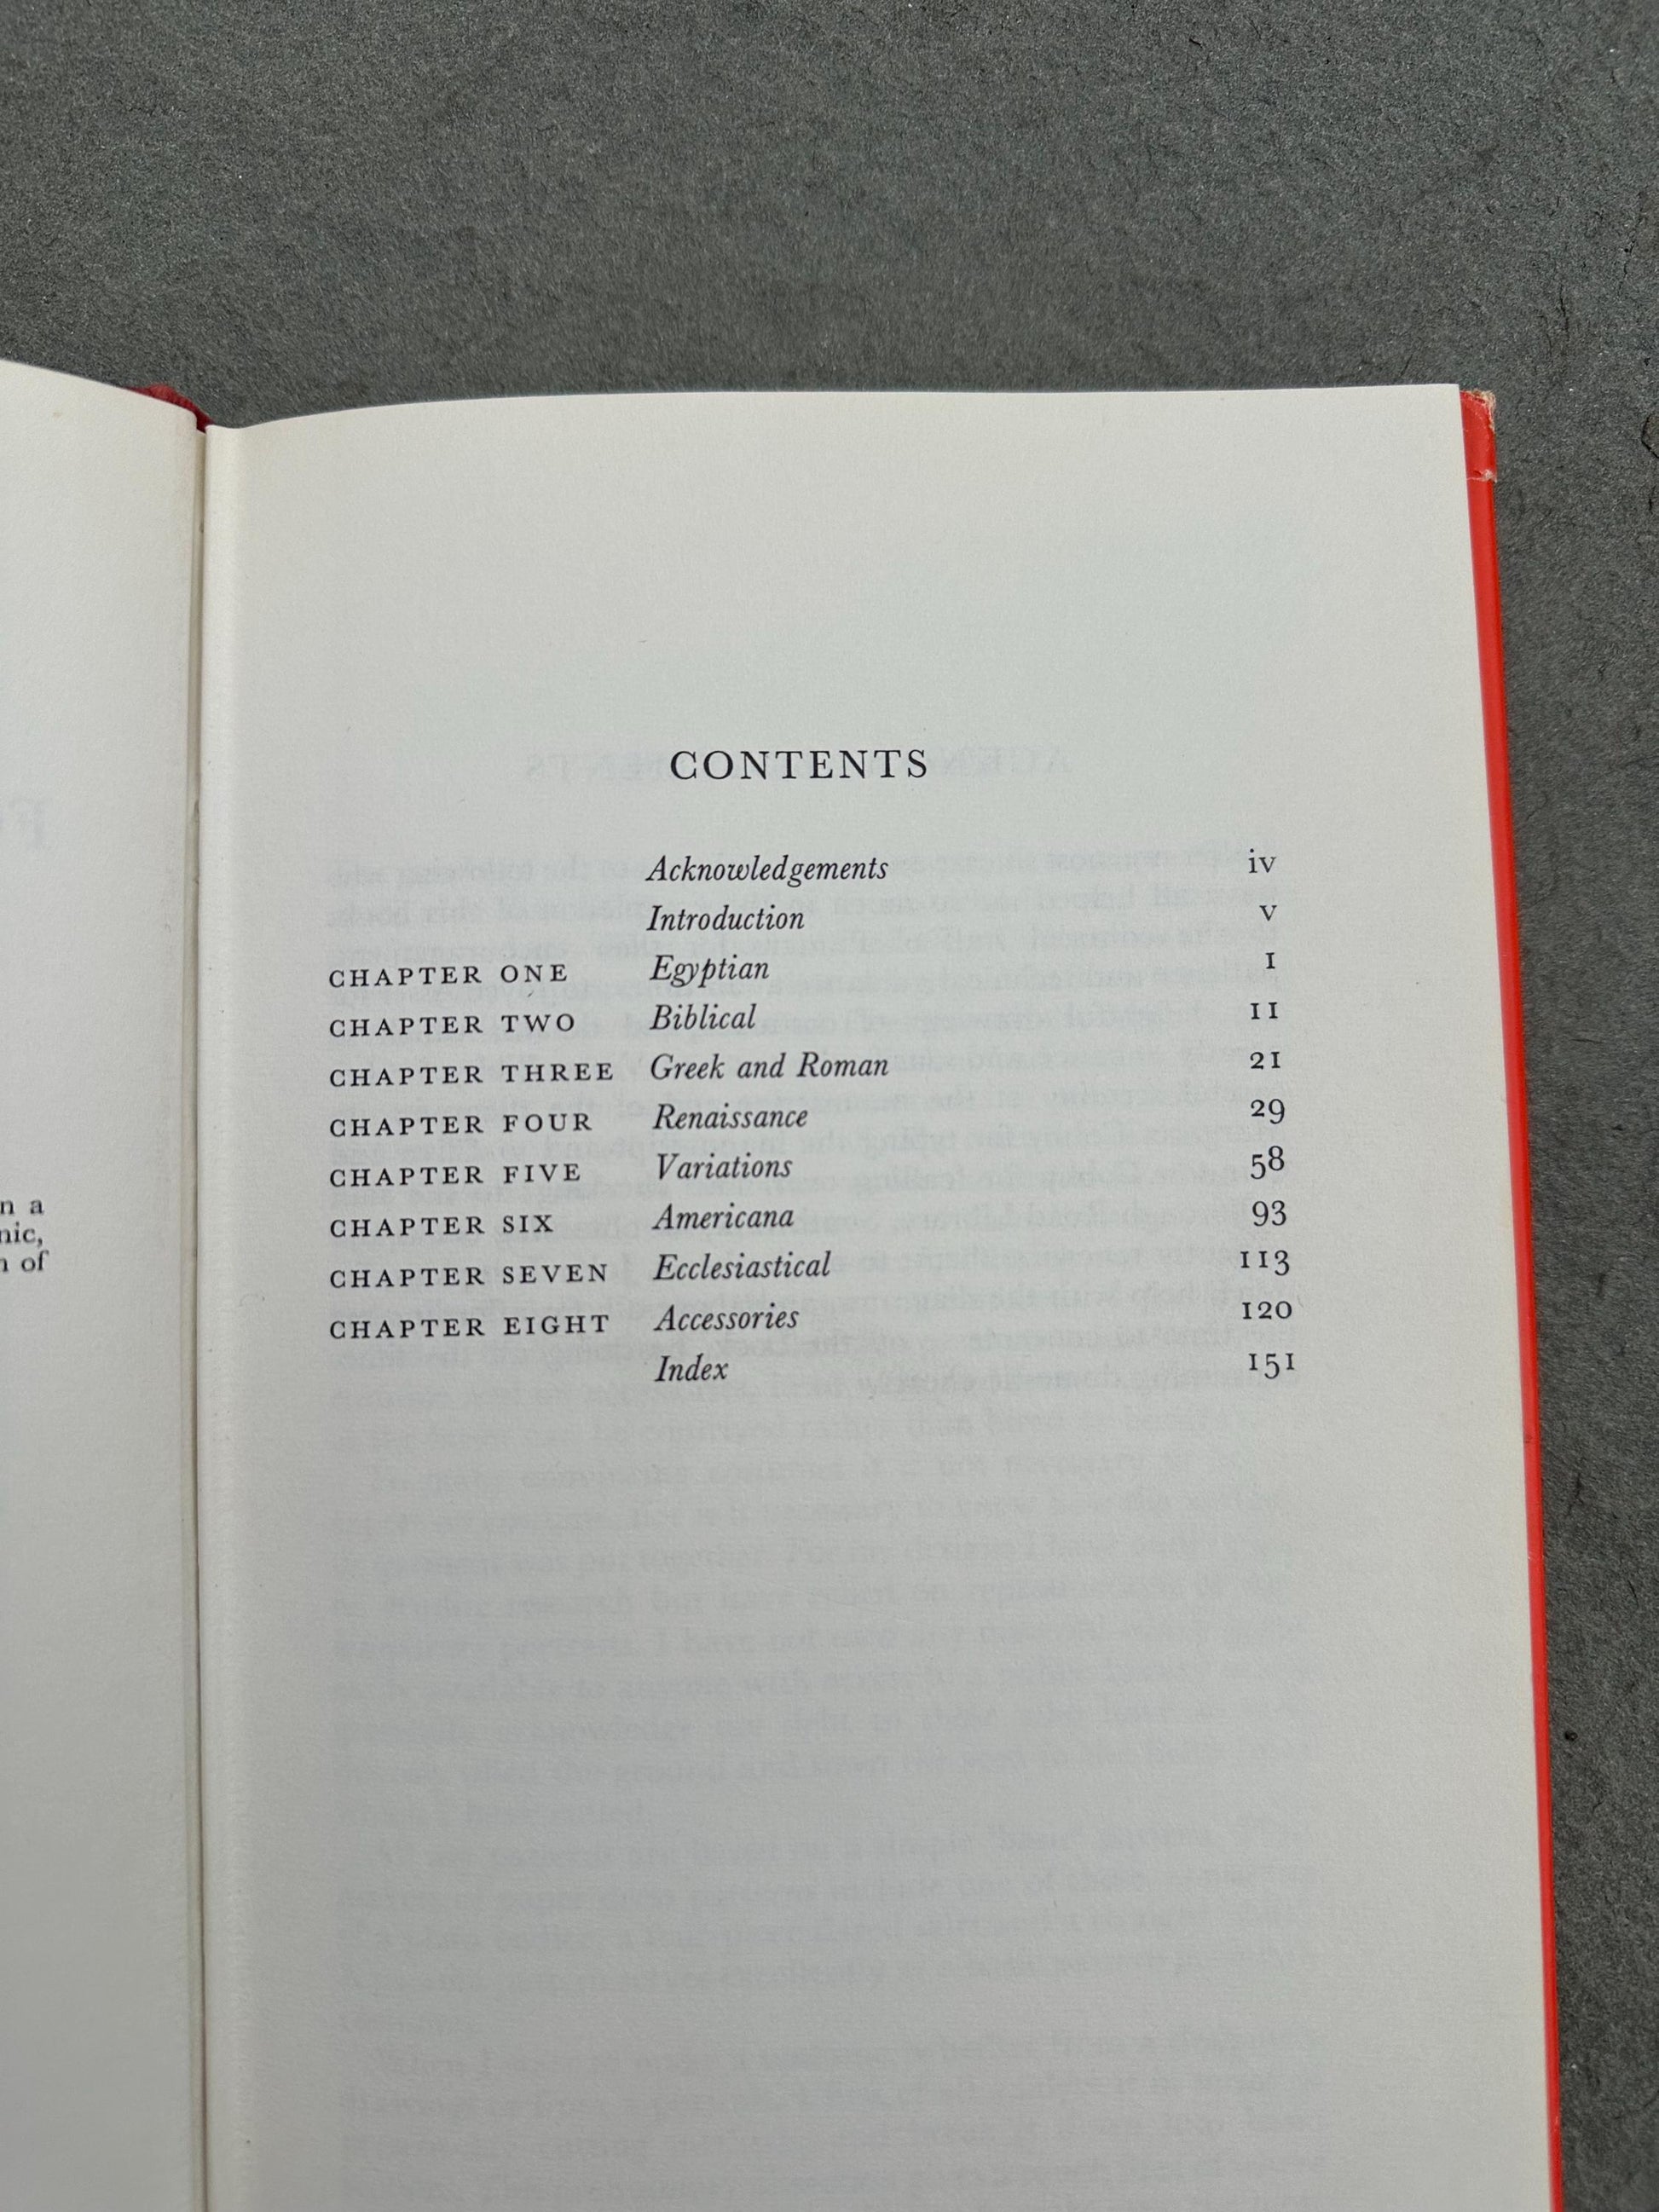 n a
nic,
n of
CONTENTS
Acknowledgements iv
Introduction v
CHAPTER ONE Egyptian 1
CHAPTER TWO Biblical 11
CHAPTER THREE Greek and Roman 21
CHAPTER FOUR Renaissance 29
CHAPTER FIVE Variations 58
CHAPTER SIX Americana 93
CHAPTER SEVEN Ecclesiastical 113
CHAPTER EIGHT Accessories 120
Index 151